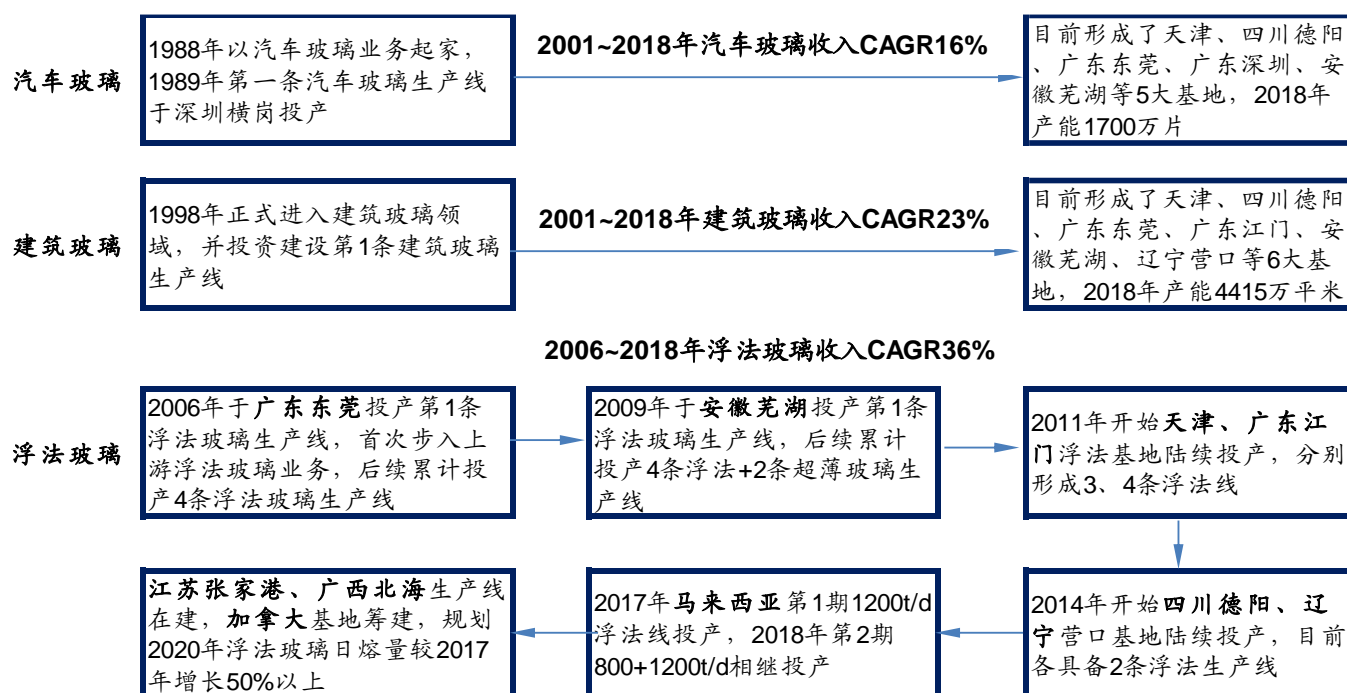 汽车玻璃
1988年以汽车玻璃业务起家，
1989年第一条汽车玻璃生产线
于深圳横岗投产
2001~2018年汽车玻璃收入CAGR16%
目前形成了天津、四川德阳
、广东东莞、广东深圳、安
徽芜湖等5大基地，2018年
产能1700万片
建筑玻璃
1998年正式进入建筑玻璃领
域，并投资建设第1条建筑玻璃
生产线
2001~2018年建筑玻璃收入CAGR23%
目前形成了天津、四川德阳
、广东东莞、广东江门、安
徽芜湖、辽宁营口等6大基
地，2018年产能4415万平米
2006~2018年浮法玻璃收入CAGR36%
浮法玻璃
2006年于广东东莞投产第1条
浮法玻璃生产线，首次步入上
游浮法玻璃业务，后续累计投
产4条浮法玻璃生产线
2009年于安徽芜湖投产第1条
浮法玻璃生产线，后续累计
投产4条浮法+2条超薄玻璃生
产线
2011年开始天津、广东江
门浮法基地陆续投产，分别
形成3、4条浮法线
江苏张家港、广西北海生产线
在建，加拿大基地筹建，规划
2020年浮法玻璃日熔量较2017
年增长50%以上
2017年马来西亚第1期1200t/d
浮法线投产，2018年第2期
800+1200t/d相继投产
2014年开始四川德阳、辽
宁营口基地陆续投产，目前
各具备2条浮法生产线